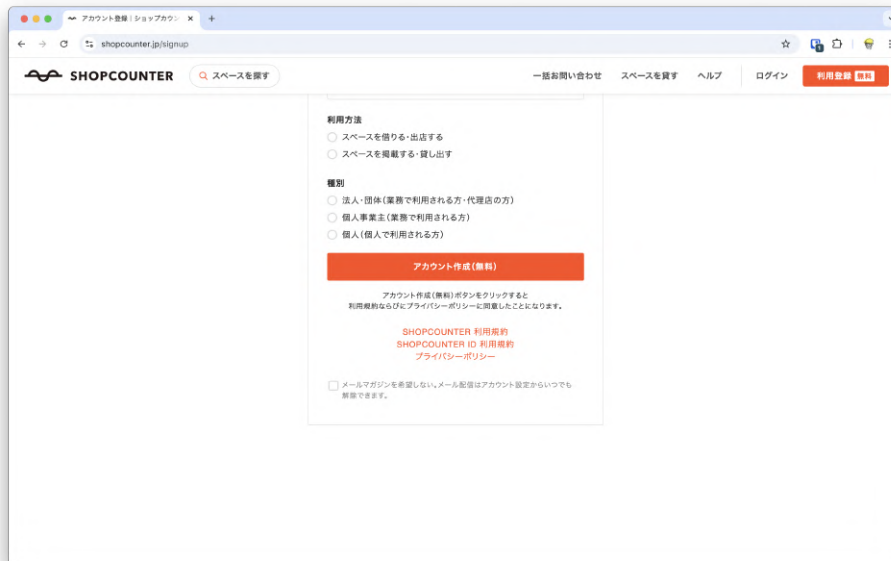 アカウント登録｜ショップカウン
shopcounter.jp/signup
SHOPCOUNTER
スペースを探す
一括お問い合わせ
スペースを貸す
ヘルプ
ログイン
利用登録 無料
利用方法
スペースを借りる・出店する
スペースを掲載する・貸し出す
種別
法人・団体（業務で利用される方・代理店の方）
個人事業主（業務で利用される方）
個人（個人で利用される方）
アカウント作成（無料）
アカウント作成（無料）ボタンをクリックすると
利用規約ならびにプライバシーポリシーに同意したことになります。
SHOPCOUNTER 利用規約
SHOPCOUNTER ID 利用規約
プライバシーポリシー
メールマガジンを希望しない。メール配信はアカウント設定からいつでも
解除できます。